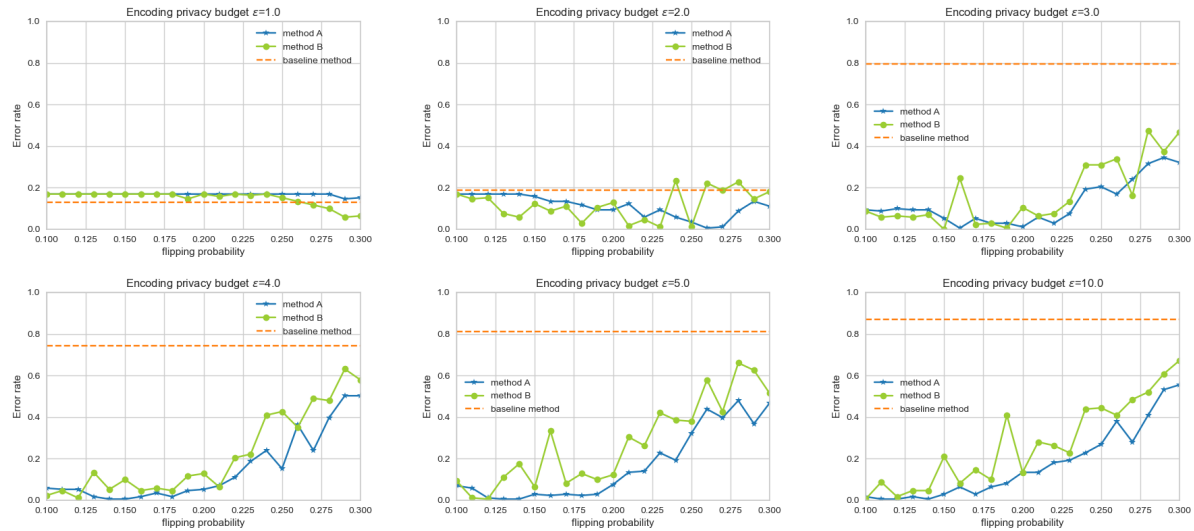 Encoding privacy budget ε=1.0
1.0
0.8
0.6
0.4
0.2
0.0
Error rate
method A
method B
baseline method
0.100 0.125 0.150 0.175 0.200 0.225 0.250 0.275 0.300
flipping probability
Encoding privacy budget ε=2.0
1.0
0.8
0.6
0.4
0.2
0.0
Error rate
method A
method B
baseline method
0.100 0.125 0.150 0.175 0.200 0.225 0.250 0.275 0.300
flipping probability
Encoding privacy budget ε=3.0
1.0
0.8
0.6
0.4
0.2
0.0
Error rate
method A
method B
baseline method
0.100 0.125 0.150 0.175 0.200 0.225 0.250 0.275 0.300
flipping probability
Encoding privacy budget ε=4.0
1.0
0.8
0.6
0.4
0.2
0.0
Error rate
method A
method B
baseline method
0.100 0.125 0.150 0.175 0.200 0.225 0.250 0.275 0.300
flipping probability
Encoding privacy budget ε=5.0
1.0
0.8
0.6
0.4
0.2
0.0
Error rate
method A
method B
baseline method
0.100 0.125 0.150 0.175 0.200 0.225 0.250 0.275 0.300
flipping probability
Encoding privacy budget ε=10.0
1.0
0.8
0.6
0.4
0.2
0.0
Error rate
method A
method B
baseline method
0.100 0.125 0.150 0.175 0.200 0.225 0.250 0.275 0.300
flipping probability